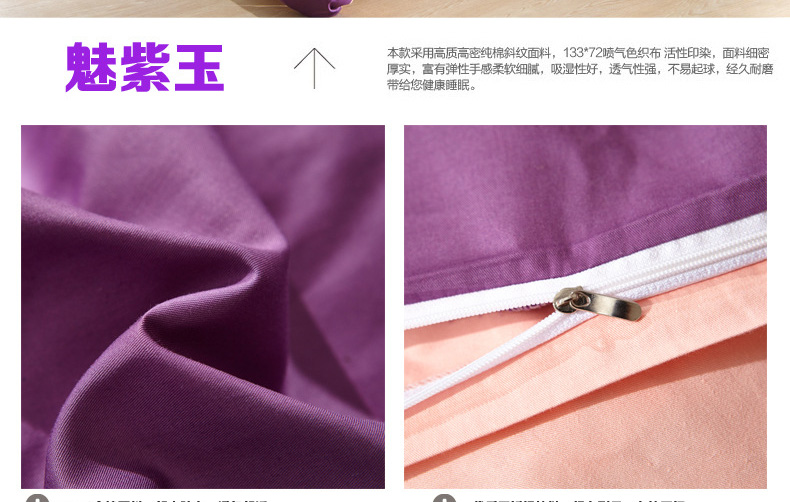 魅紫玉
本款采用高质高密纯棉斜纹面料，133*72喷气色织布 活性印染，面料细密
厚实，富有弹性手感柔软细腻，吸湿性好，透气性强，不易起球，经久耐磨
带给您健康睡眠。